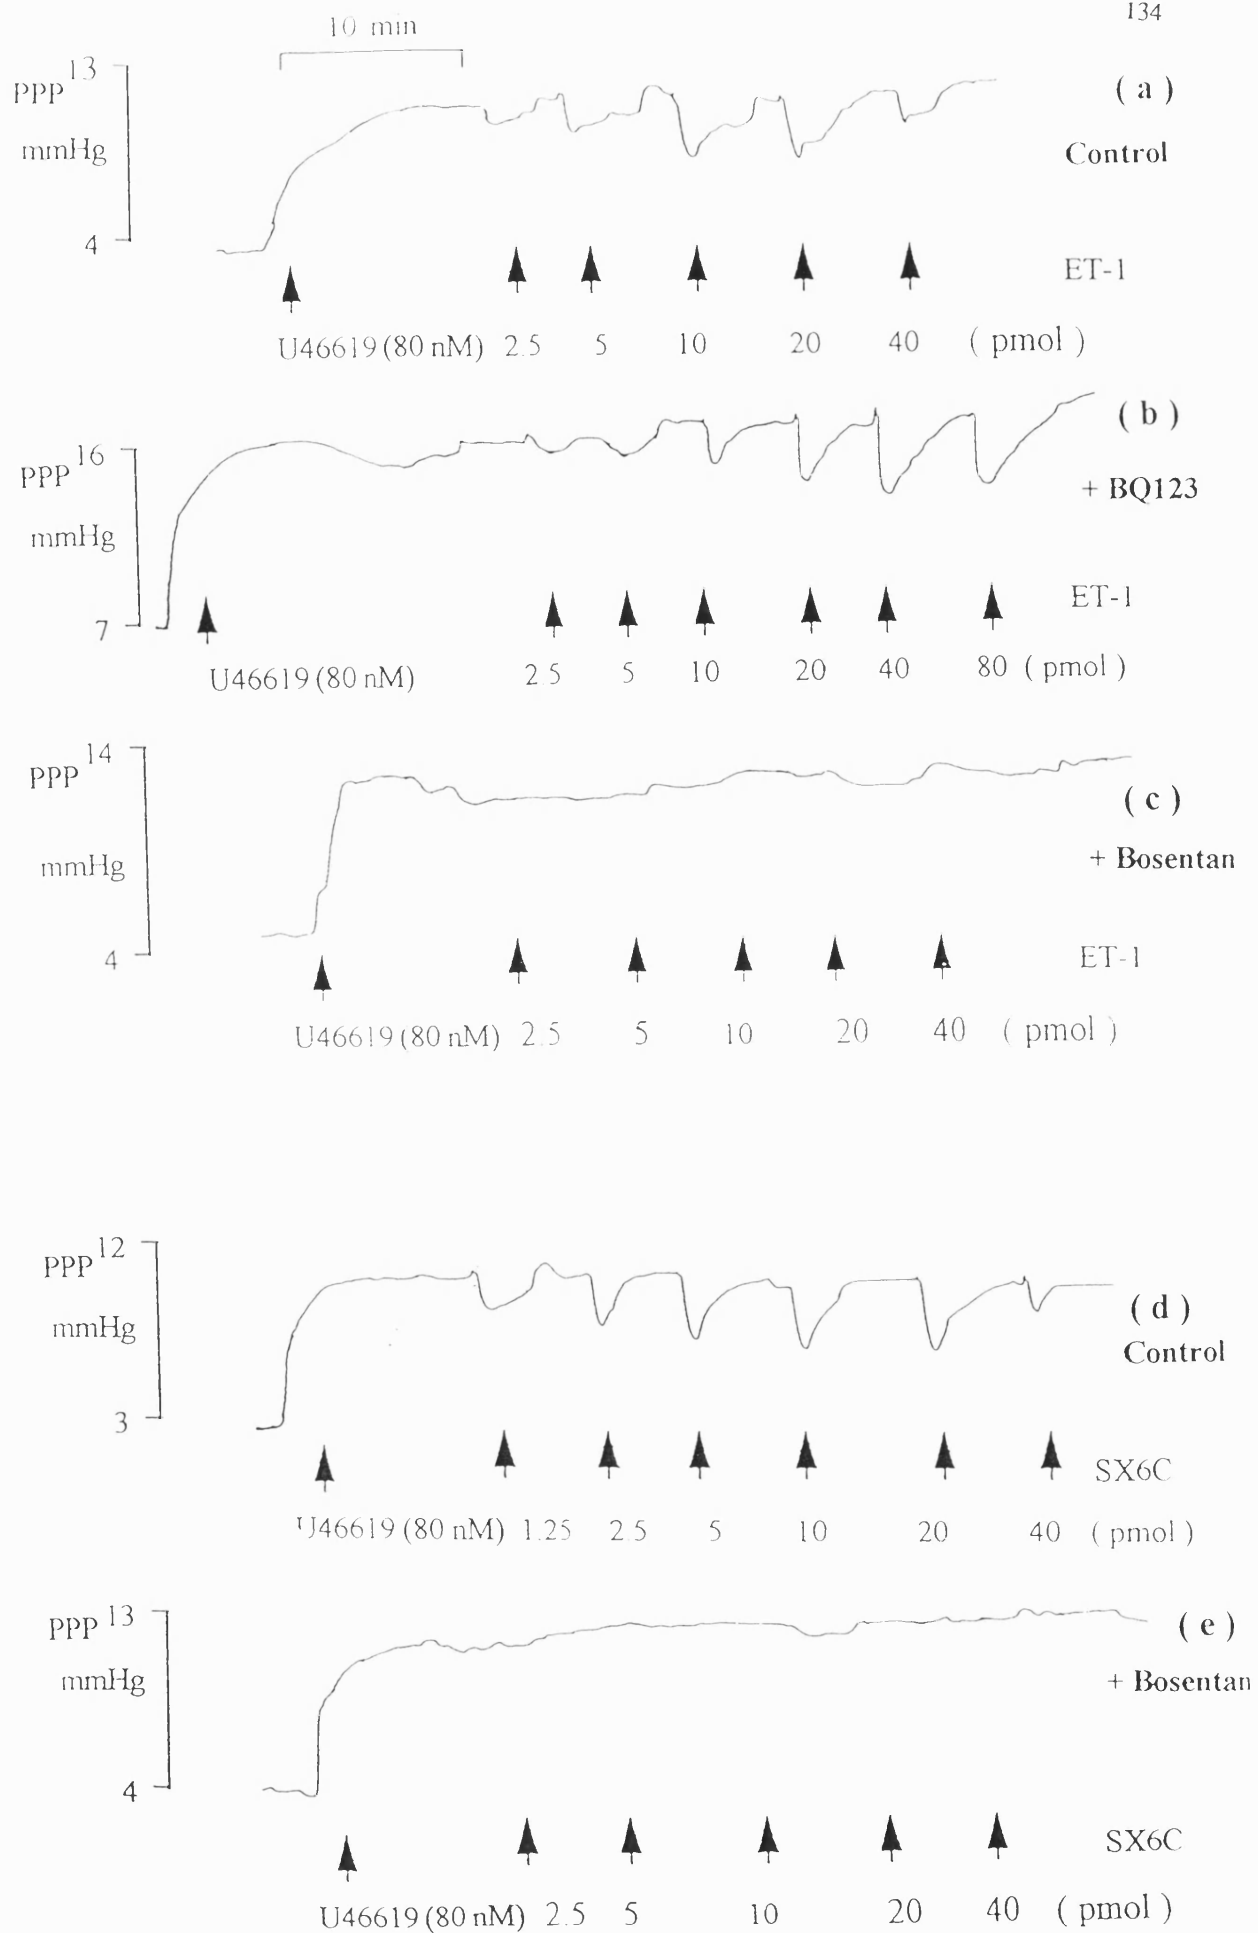 134
10 min
PPP 13
mmHg
4
( a )
Control
ET-1
U46619 (80 nM) 2.5 5 10 20 40 ( pmol )
PPP 16
mmHg
7
( b )
+ BQ123
ET-1
U46619 (80 nM) 2.5 5 10 20 40 80 ( pmol )
PPP 14
mmHg
4
( c )
+ Bosentan
ET-1
U46619 (80 nM) 2.5 5 10 20 40 ( pmol )
PPP 12
mmHg
3
( d )
Control
SX6C
U46619 (80 nM) 1.25 2.5 5 10 20 40 ( pmol )
PPP 13
mmHg
4
( e )
+ Bosentan
SX6C
U46619 (80 nM) 2.5 5 10 20 40 ( pmol )